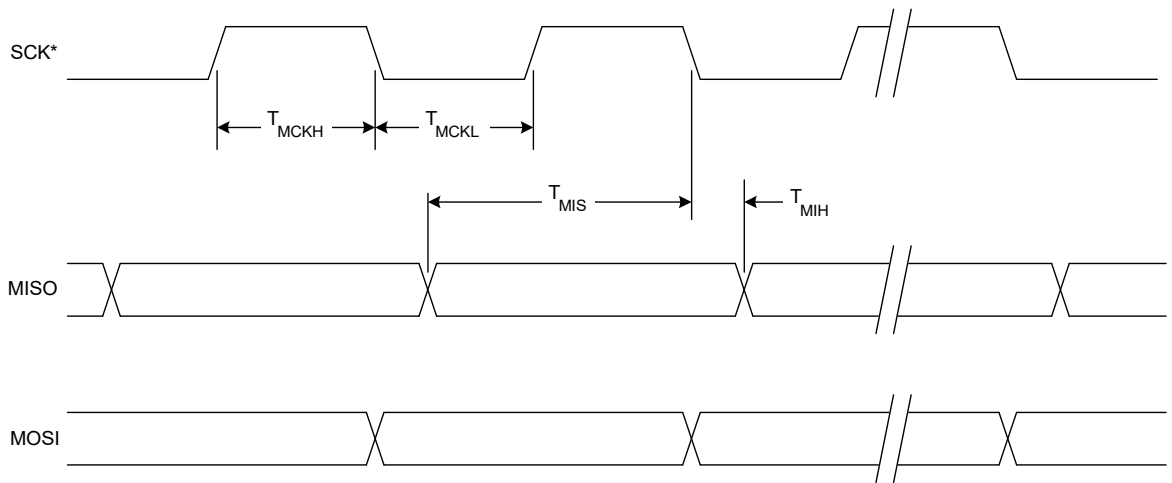 SCK*
T_MCKH
T_MCKL
T_MIS
T_MIH
MISO
MOSI